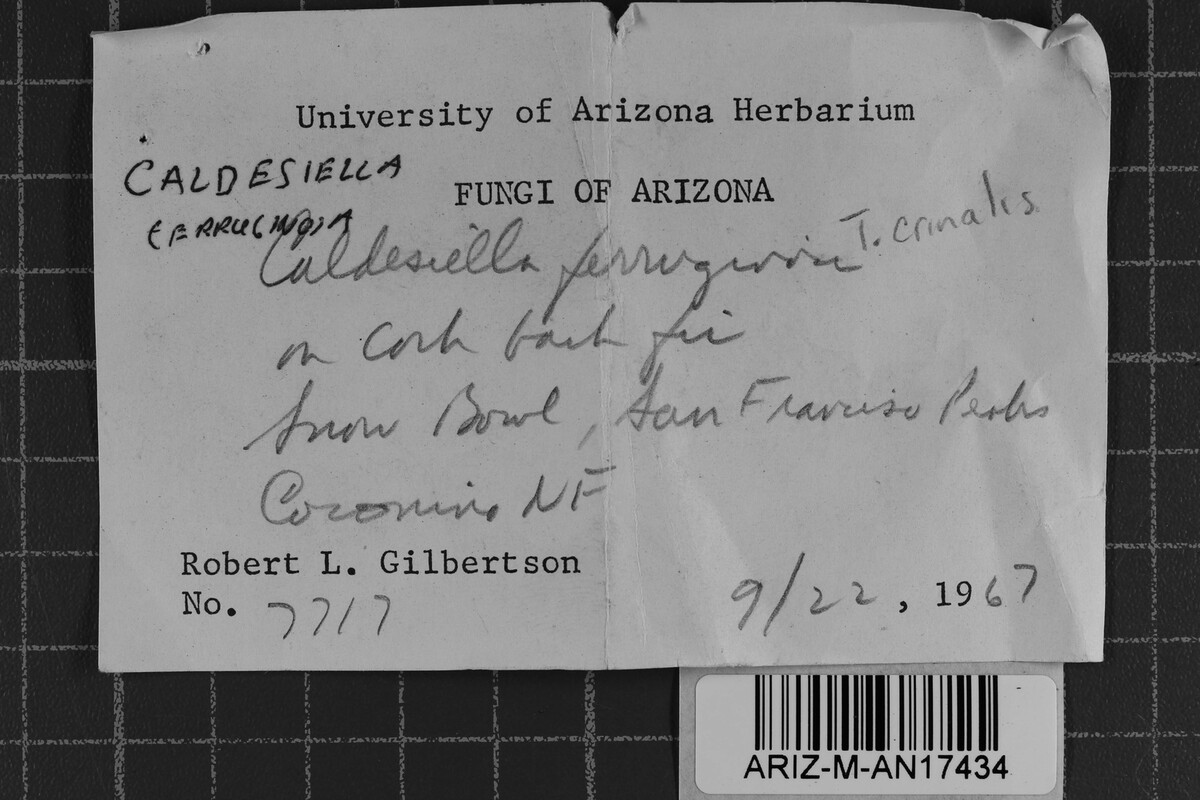 University of Arizona Herbarium
CALDESIELLA
FUNGI OF ARIZONA
FERRUGINOSA
T. crinalis
Caldesiella ferruginosa
on cork bark fir
Snow Bowl, San Francisco Peaks
Coconino NF
Robert L. Gilbertson
No. 7717
9/22, 1967
ARIZ-M-AN17434